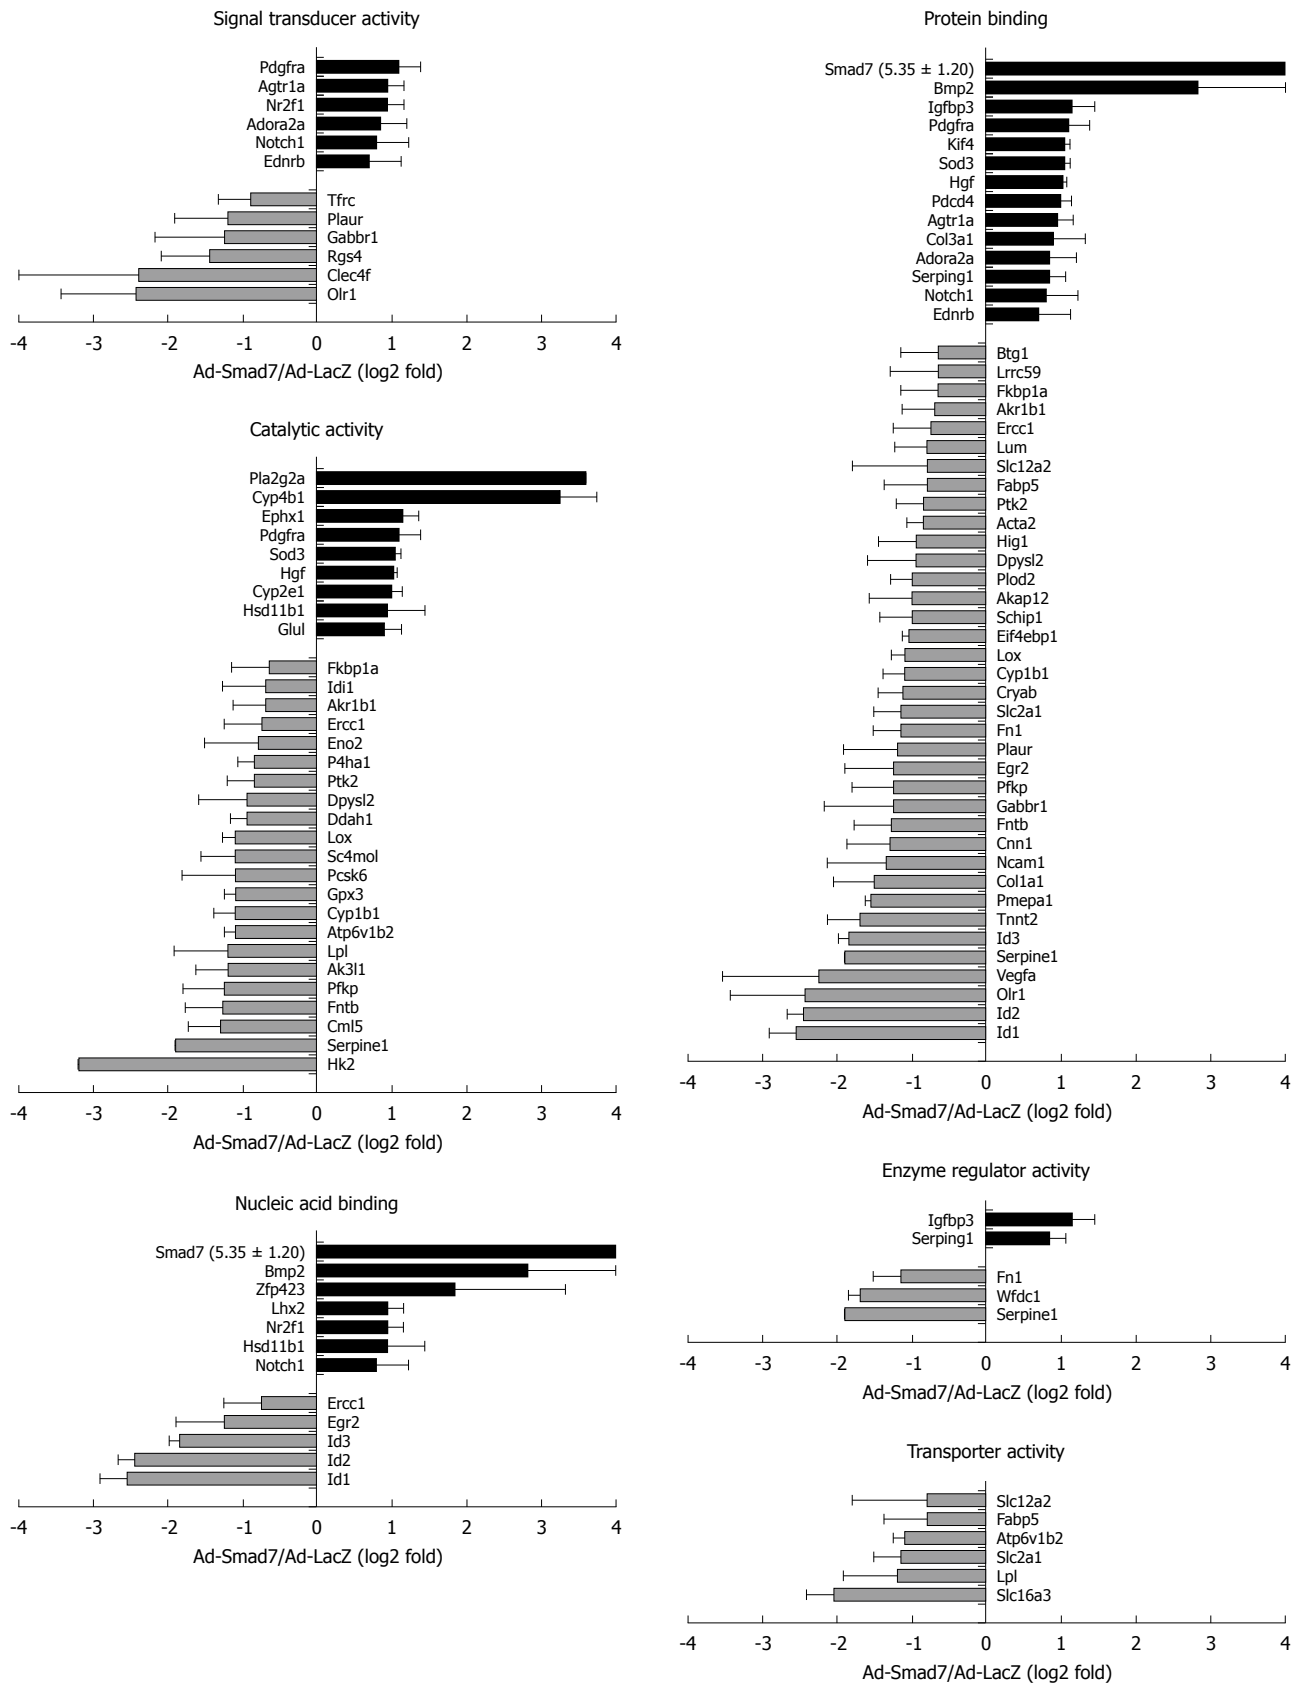 Signal transducer activity
Pdgfra
Agtr1a
Nr2f1
Adora2a
Notch1
Ednrb
Tfrc
Plaur
Gabbr1
Rgs4
Clec4f
Olr1
-4 -3 -2 -1 0 1 2 3 4
Ad-Smad7/Ad-LacZ (log2 fold)
Catalytic activity
Pla2g2a
Cyp4b1
Ephx1
Pdgfra
Sod3
Hgf
Cyp2e1
Hsd11b1
Glul
Fkbp1a
Idi1
Akr1b1
Ercc1
Eno2
P4ha1
Ptk2
Dpysl2
Ddah1
Lox
Sc4mol
Pcsk6
Gpx3
Cyp1b1
Atp6v1b2
Lpl
Ak3l1
Pfkp
Fntb
Cml5
Serpine1
Hk2
-4 -3 -2 -1 0 1 2 3 4
Ad-Smad7/Ad-LacZ (log2 fold)
Nucleic acid binding
Smad7 (5.35 ± 1.20)
Bmp2
Zfp423
Lhx2
Nr2f1
Hsd11b1
Notch1
Ercc1
Egr2
Id3
Id2
Id1
-4 -3 -2 -1 0 1 2 3 4
Ad-Smad7/Ad-LacZ (log2 fold)
Protein binding
Smad7 (5.35 ± 1.20)
Bmp2
Igfbp3
Pdgfra
Kif4
Sod3
Hgf
Pdcd4
Agtr1a
Col3a1
Adora2a
Serping1
Notch1
Ednrb
Btg1
Lrrc59
Fkbp1a
Akr1b1
Ercc1
Lum
Slc12a2
Fabp5
Ptk2
Acta2
Hig1
Dpysl2
Plod2
Akap12
Schip1
Eif4ebp1
Lox
Cyp1b1
Cryab
Slc2a1
Fn1
Plaur
Egr2
Pfkp
Gabbr1
Fntb
Cnn1
Ncam1
Col1a1
Pmepa1
Tnnt2
Id3
Serpine1
Vegfa
Olr1
Id2
Id1
-4 -3 -2 -1 0 1 2 3 4
Ad-Smad7/Ad-LacZ (log2 fold)
Enzyme regulator activity
Igfbp3
Serping1
Fn1
Wfdc1
Serpine1
-4 -3 -2 -1 0 1 2 3 4
Ad-Smad7/Ad-LacZ (log2 fold)
Transporter activity
Slc12a2
Fabp5
Atp6v1b2
Slc2a1
Lpl
Slc16a3
-4 -3 -2 -1 0 1 2 3 4
Ad-Smad7/Ad-LacZ (log2 fold)